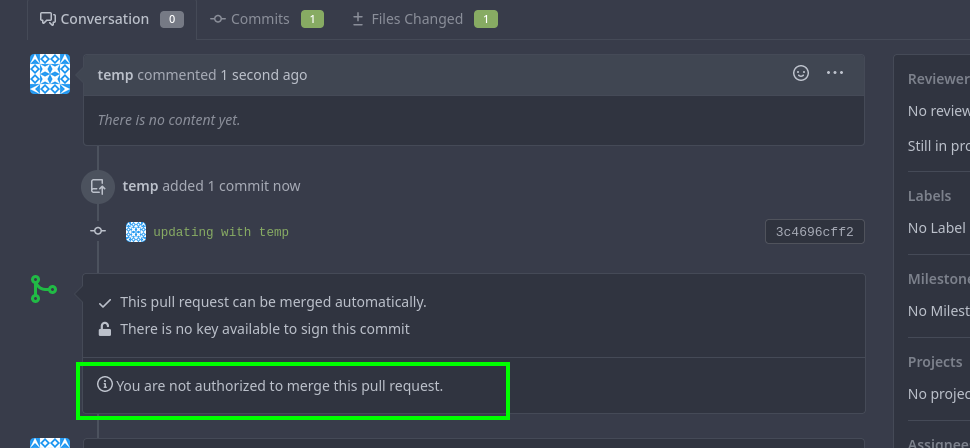 Conversation 0 Commits 1 Files Changed 1
temp commented 1 second ago
There is no content yet.
temp added 1 commit now
updating with temp 3c4696cff2
This pull request can be merged automatically.
There is no key available to sign this commit
You are not authorized to merge this pull request.
Reviewer
No review
Still in pro
Labels
No Label
Milestone
No Milest
Projects
No projec
Assignee